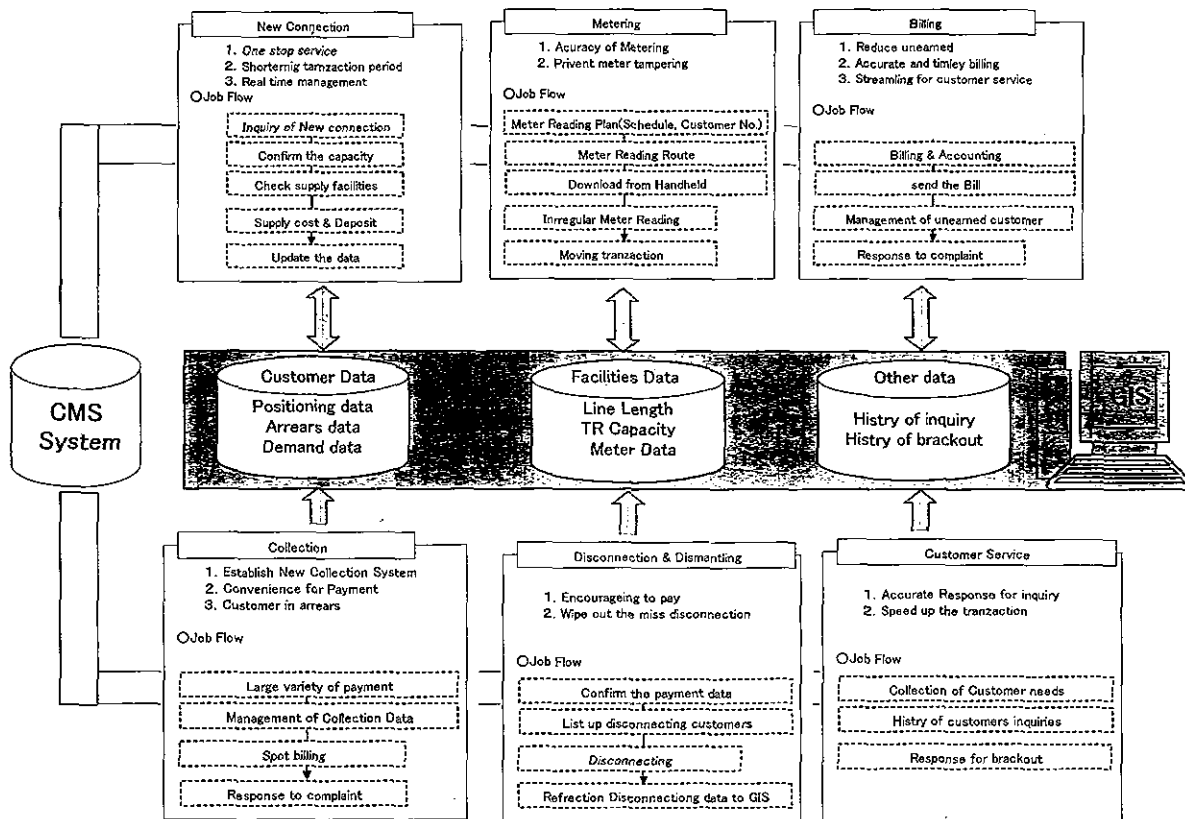 New Connection
1. One stop service
2. Shorternig tarnzaction period
3. Real time management
OJob Flow
Inquiry of New connection
Confirm the capacity
Check supply facilities
Supply cost & Deposit
Update the data
Metering
1. Acuracy of Metering
2. Privent meter tampering
OJob Flow
Meter Reading Plan(Schedule, Customer No.)
Meter Reading Route
Download from Handheld
Inrregular Meter Reading
Moving tranzaction
Billing
1. Reduce unearned
2. Accurate and timley billing
3. Streamling for customer service
OJob Flow
Billing & Accounting
send the Bill
Management of unearned customer
Response to complaint
CMS
System
Customer Data
Positioning data
Arrears data
Demand data
Facilities Data
Line Length
TR Capacity
Meter Data
Other data
Histry of inquiry
Histry of brackout
GIS
Collection
1. Establish New Collection System
2. Convenience for Payment
3. Customer in arrears
OJob Flow
Large variety of payment
Management of Collection Data
Spot billing
Response to complaint
Disconnection & Dismantling
1. Encourageing to pay
2. Wipe out the miss disconnection
OJob Flow
Confirm the payment data
List up disconnecting customers
Disconnecting
Refrection Disconnectiong data to GIS
Customer Service
1. Accurate Response for inquiry
2. Speed up the tranzaction
OJob Flow
Collection of Customer needs
Histry of customers inquiries
Response for brackout